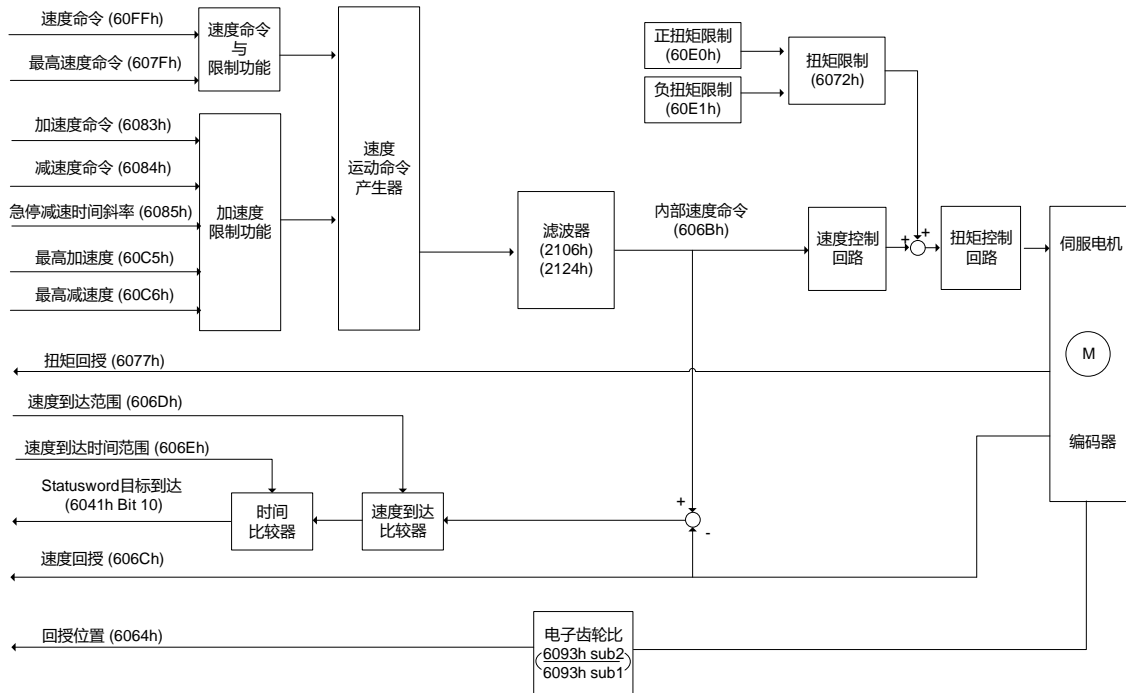 速度命令 (60FFh)
最高速度命令 (607Fh)
速度命令
与
限制功能
加速度命令 (6083h)
减速度命令 (6084h)
急停减速时间斜率 (6085h)
最高加速度 (60C5h)
最高减速度 (60C6h)
加速度
限制功能
速度
运动命令
产生器
滤波器
(2106h)
(2124h)
内部速度命令
(606Bh)
正扭矩限制
(60E0h)
负扭矩限制
(60E1h)
扭矩限制
(6072h)
速度控制
回路
+
+
扭矩控制
回路
伺服电机
M
编码器
扭矩回授 (6077h)
速度到达范围 (606Dh)
速度到达时间范围 (606Eh)
Statusword目标到达
(6041h Bit 10)
时间
比较器
速度到达
比较器
+
-
速度回授 (606Ch)
回授位置 (6064h)
电子齿轮比
(6093h sub2
6093h sub1)